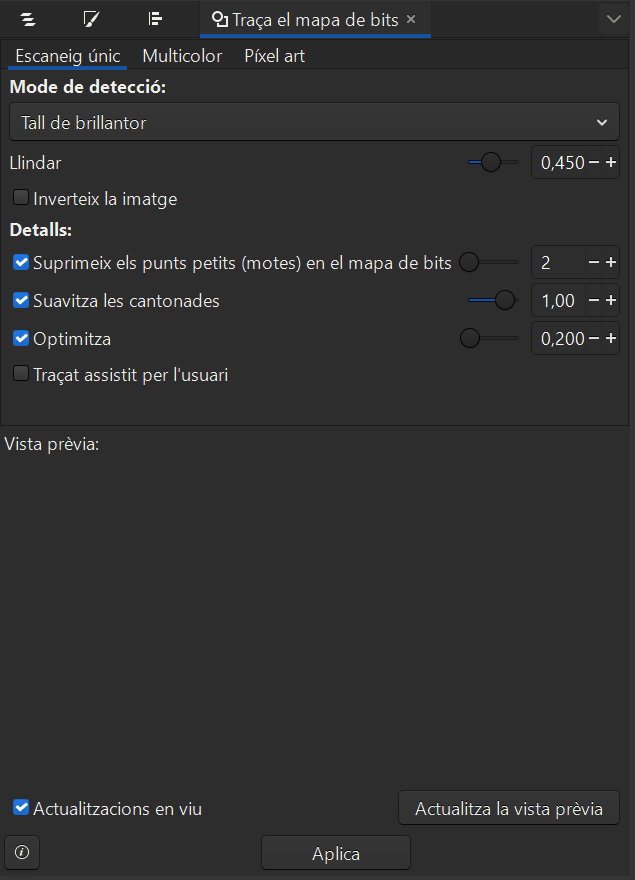 Traça el mapa de bits
Escaneig únic Multicolor Píxel art
Mode de detecció:
Tall de brillantor
Llindar 0,450
Inverteix la imatge
Detalls:
Suprimeix els punts petits (motes) en el mapa de bits 2
Suavitza les cantonades 1,00
Optimitza 0,200
Traçat assistit per l'usuari
Vista prèvia:
Actualitzacions en viu Actualitza la vista prèvia
Aplica